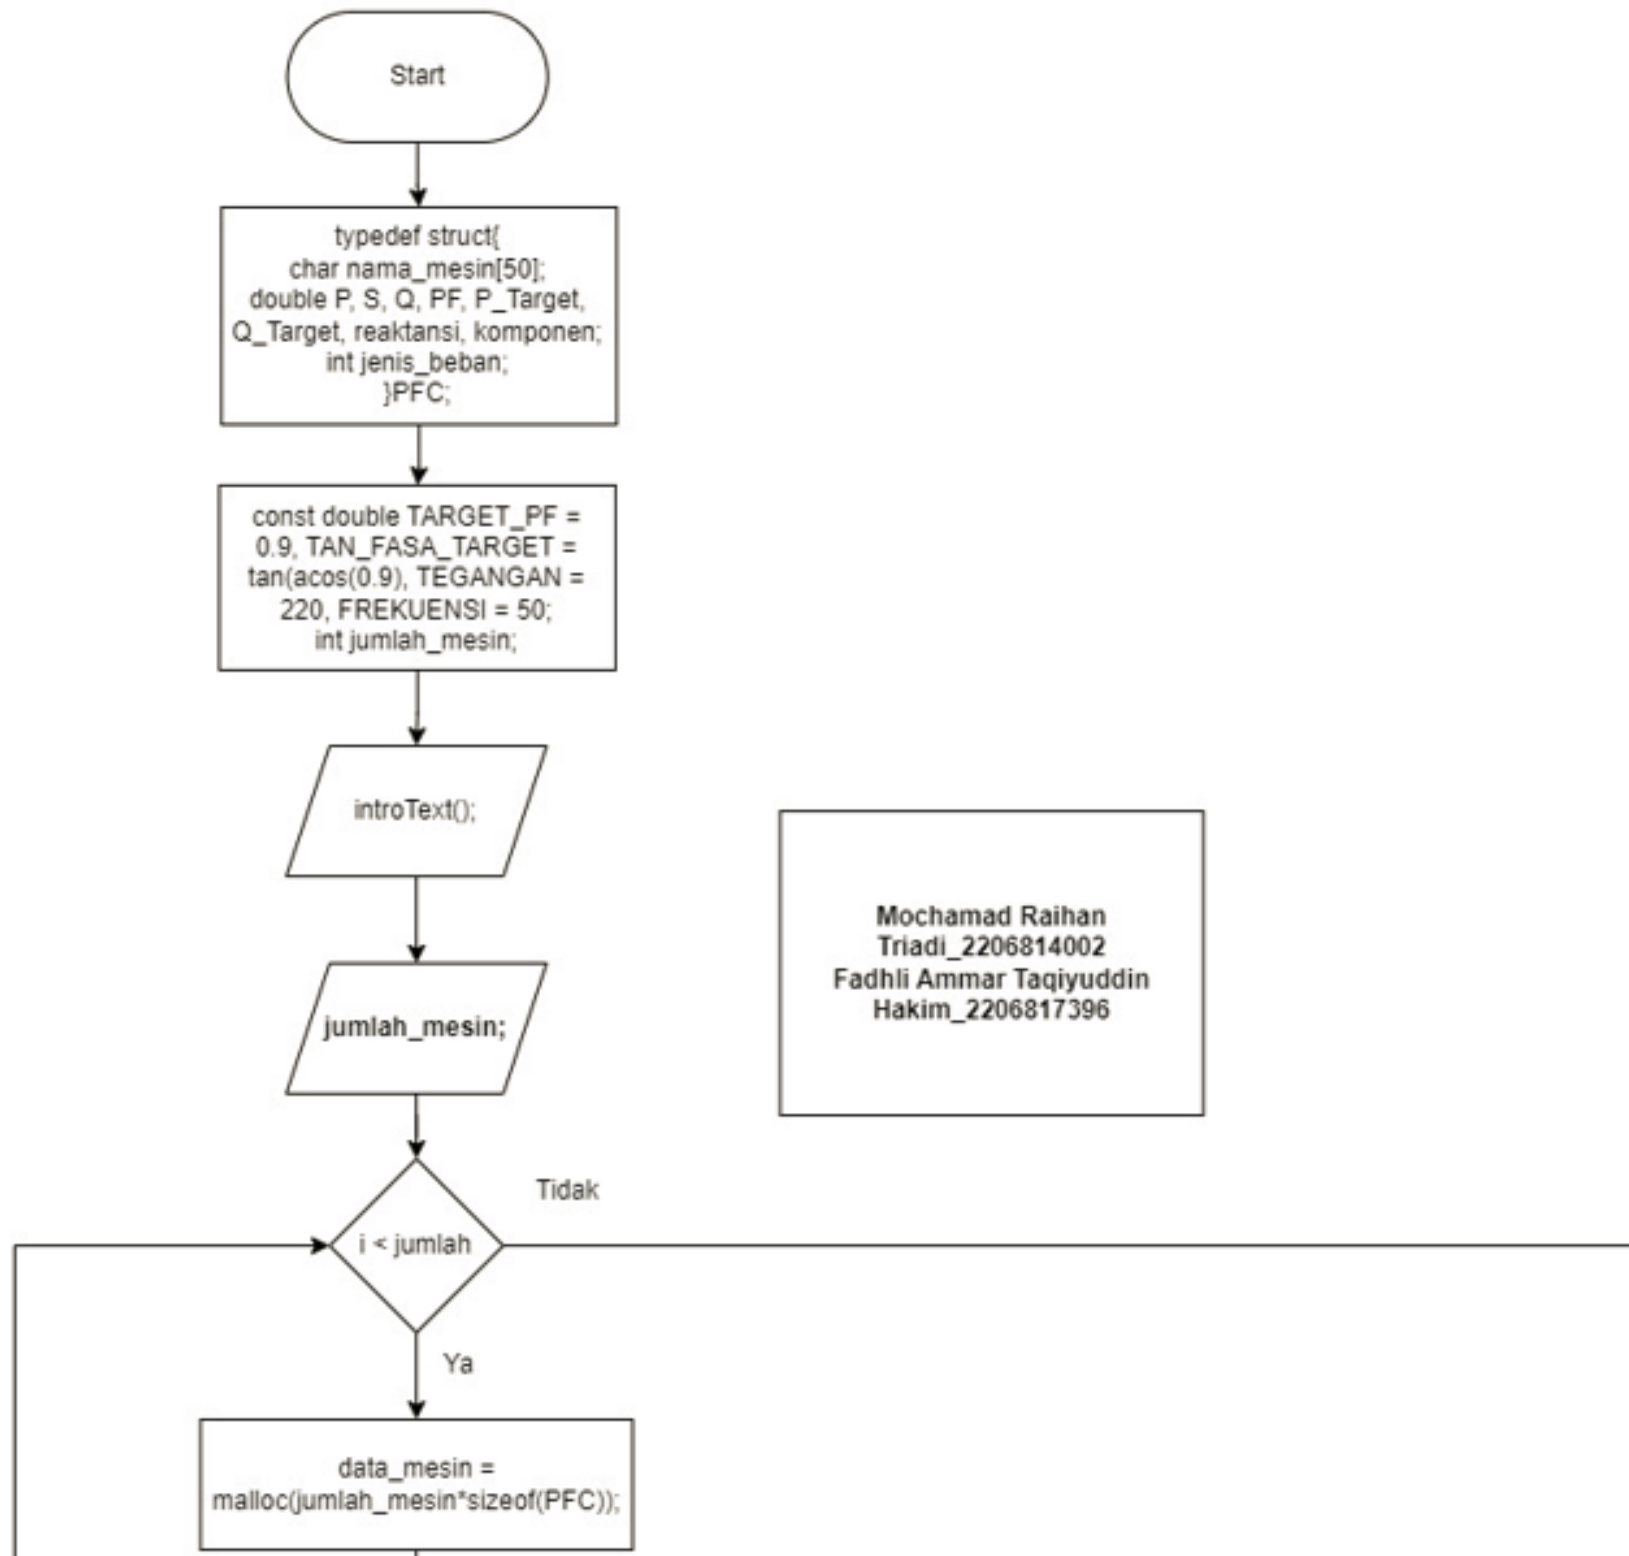 Start
typedef struct{
char nama_mesin[50];
double P, S, Q, PF, P_Target,
Q_Target, reaktansi, komponen;
int jenis_beban;
}PFC;
const double TARGET_PF =
0.9, TAN_FASA_TARGET =
tan(acos(0.9), TEGANGAN =
220, FREKUENSI = 50;
int jumlah_mesin;
introText();
Mochamad Raihan
Triadi_2206814002
Fadhli Ammar Taqiyuddin
Hakim_2206817396
jumlah_mesin;
Tidak
i < jumlah
Ya
data_mesin =
malloc(jumlah_mesin*sizeof(PFC));